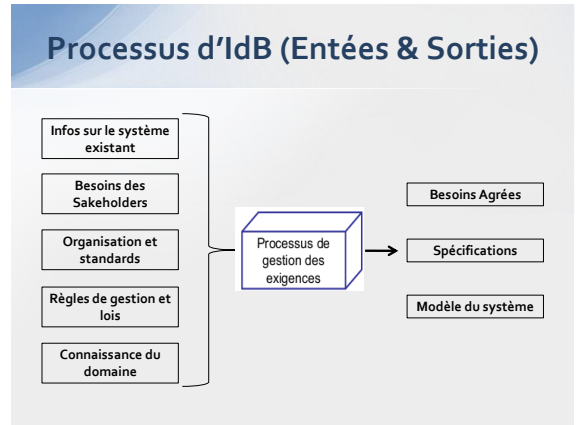 Processus d'IdB (Entées & Sorties)
Infos sur le système
existant
Besoins des
Sakeholders
Organisation et
standards
Règles de gestion et
lois
Connaissance du
domaine
Processus de
gestion des
exigences
Besoins Agrées
Spécifications
Modèle du système